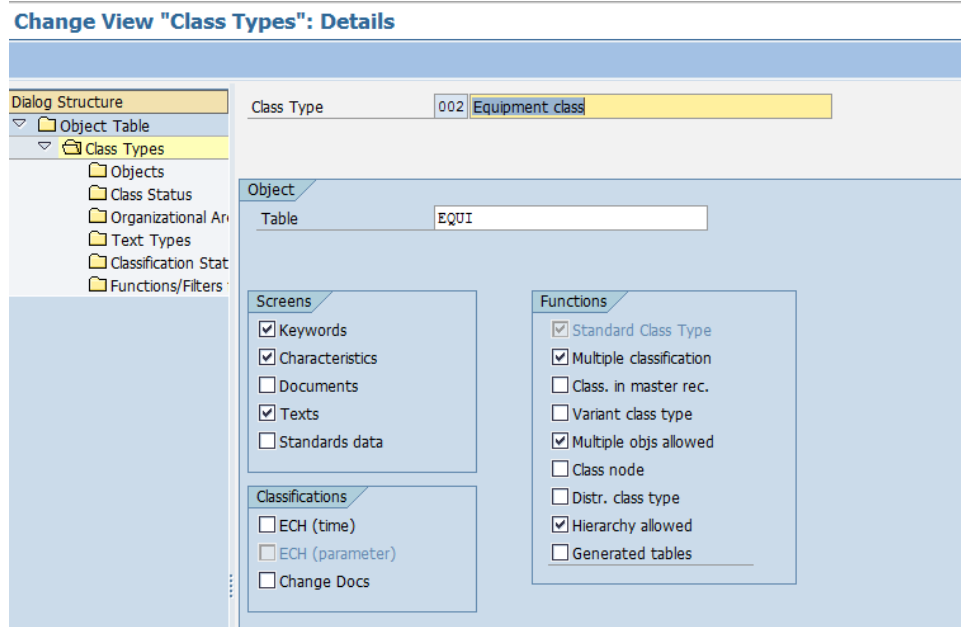 Change View "Class Types": Details
Dialog Structure
Object Table
Class Types
Objects
Class Status
Organizational Are
Text Types
Classification Stat
Functions/Filters
Class Type 002 Equipment class
Object
Table EQUI
Screens
Keywords
Characteristics
Documents
Texts
Standards data
Classifications
ECH (time)
ECH (parameter)
Change Docs
Functions
Standard Class Type
Multiple classification
Class. in master rec.
Variant class type
Multiple objs allowed
Class node
Distr. class type
Hierarchy allowed
Generated tables